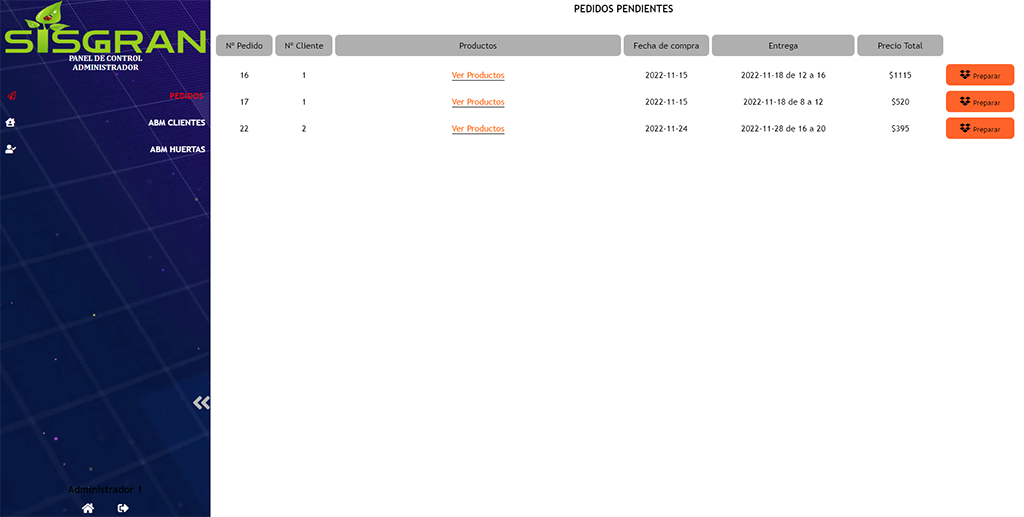 SISGRAN
PANEL DE CONTROL
ADMINISTRADOR
PEDIDOS
ABM CLIENTES
ABM HUERTAS
Administrador 1
PEDIDOS PENDIENTES
Nº Pedido Nº Cliente Productos Fecha de compra Entrega Precio Total
16 1 Ver Productos 2022-11-15 2022-11-18 de 12 a 16 $1115 Preparar
17 1 Ver Productos 2022-11-15 2022-11-18 de 8 a 12 $520 Preparar
22 2 Ver Productos 2022-11-24 2022-11-28 de 16 a 20 $395 Preparar